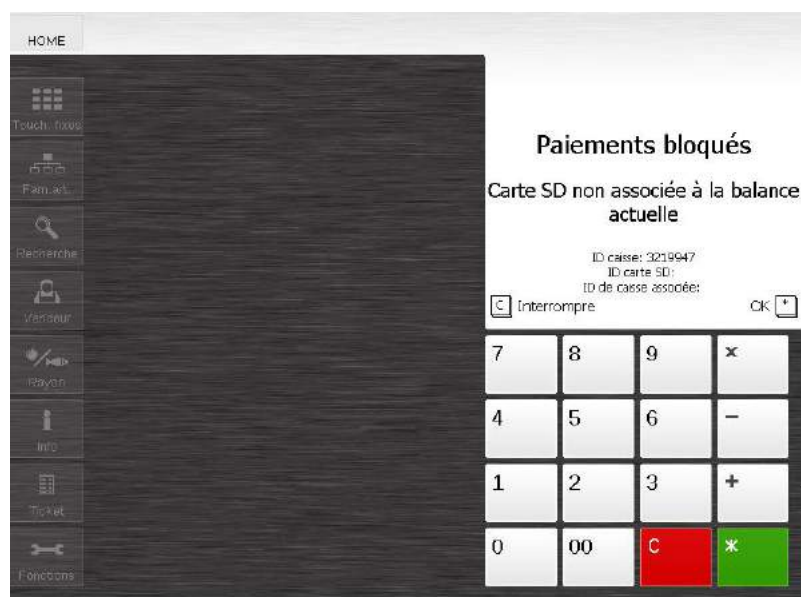 HOME
Touch. fixus
Fam.art.
Recherche
Vendeur
Rayon
Info
Ticket
Fonctions
Paiements bloqués
Carte SD non associée à la balance
actuelle
ID caisse: 3219947
ID carte SD:
ID de casse associée:
C Interrompre OK *
7 8 9 ×
4 5 6 −
1 2 3 +
0 00 C *